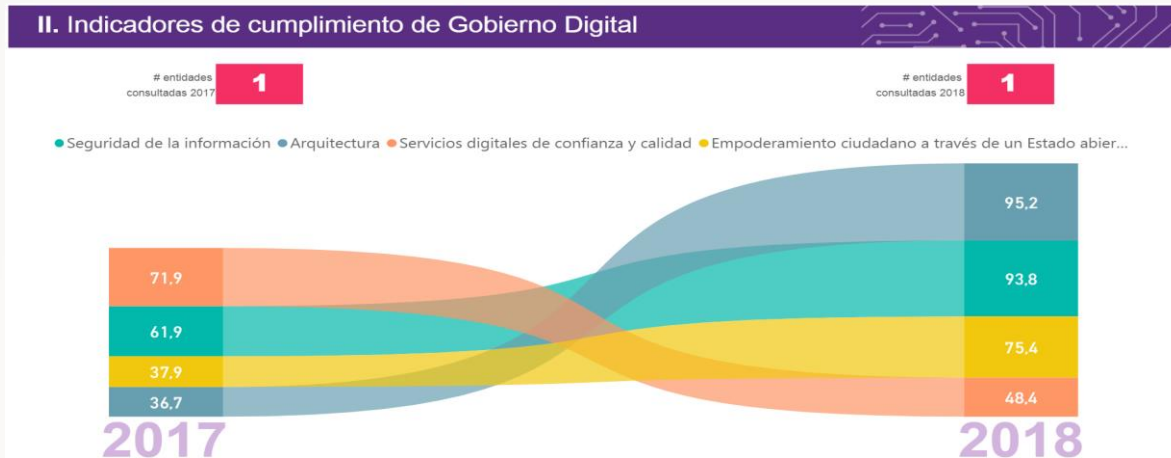 II. Indicadores de cumplimiento de Gobierno Digital
# entidades
consultadas 2017
1
# entidades
consultadas 2018
1
Seguridad de la información Arquitectura Servicios digitales de confianza y calidad Empoderamiento ciudadano a través de un Estado abier...
95,2
71,9
93,8
61,9
75,4
37,9
36,7
48,4
2017
2018